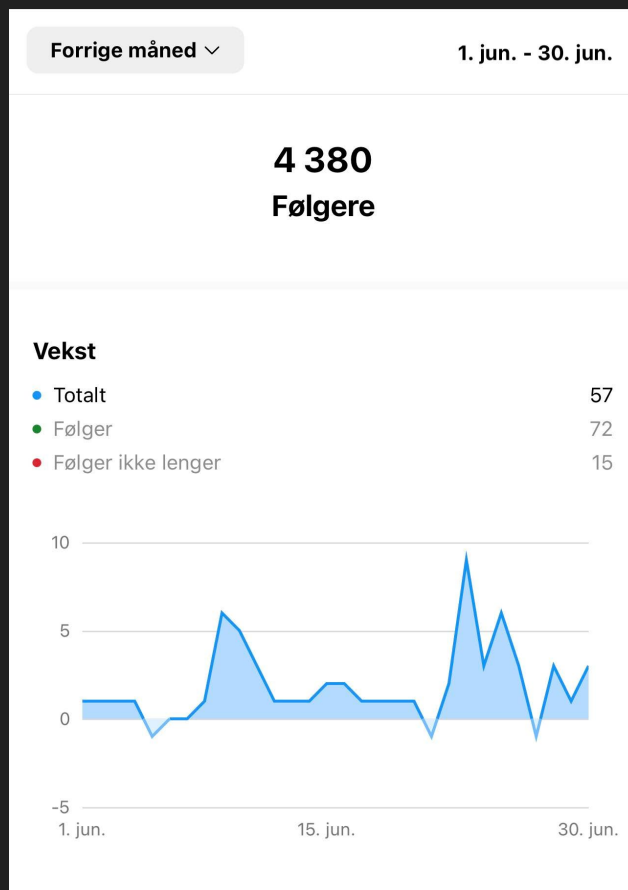 Forrige måned
1. jun. - 30. jun.
4 380
Følgere
Vekst
Totalt 57
Følger 72
Følger ikke lenger 15
10
5
0
-5
1. jun. 15. jun. 30. jun.